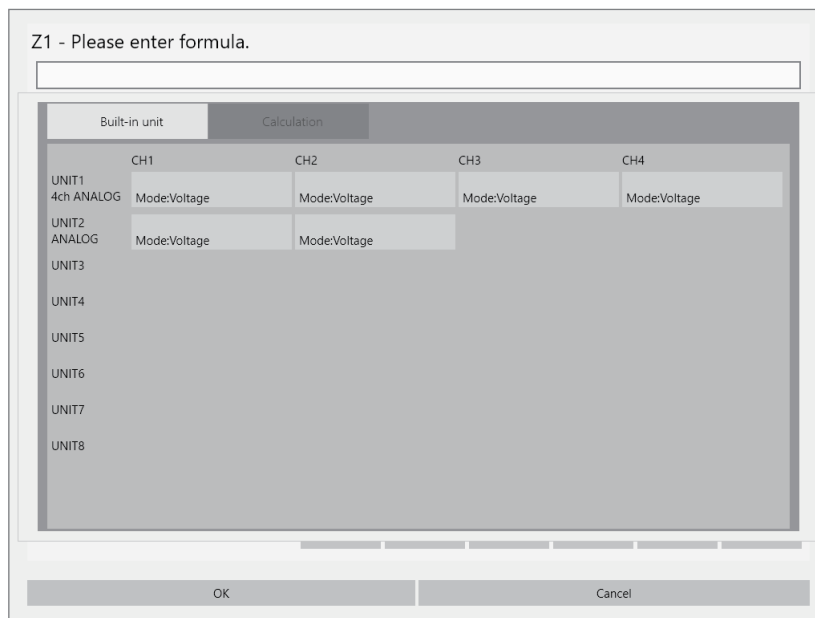 Z1 - Please enter formula.
Built-in unit Calculation
CH1 CH2 CH3 CH4
UNIT1
4ch ANALOG Mode:Voltage Mode:Voltage Mode:Voltage Mode:Voltage
UNIT2
ANALOG Mode:Voltage Mode:Voltage
UNIT3
UNIT4
UNIT5
UNIT6
UNIT7
UNIT8
OK Cancel